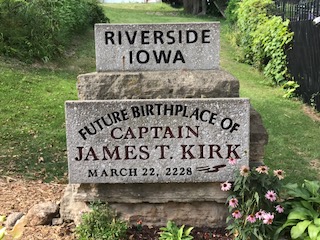 RIVERSIDE
IOWA
FUTURE BIRTHPLACE OF
CAPTAIN
JAMES T. KIRK
MARCH 22, 2228